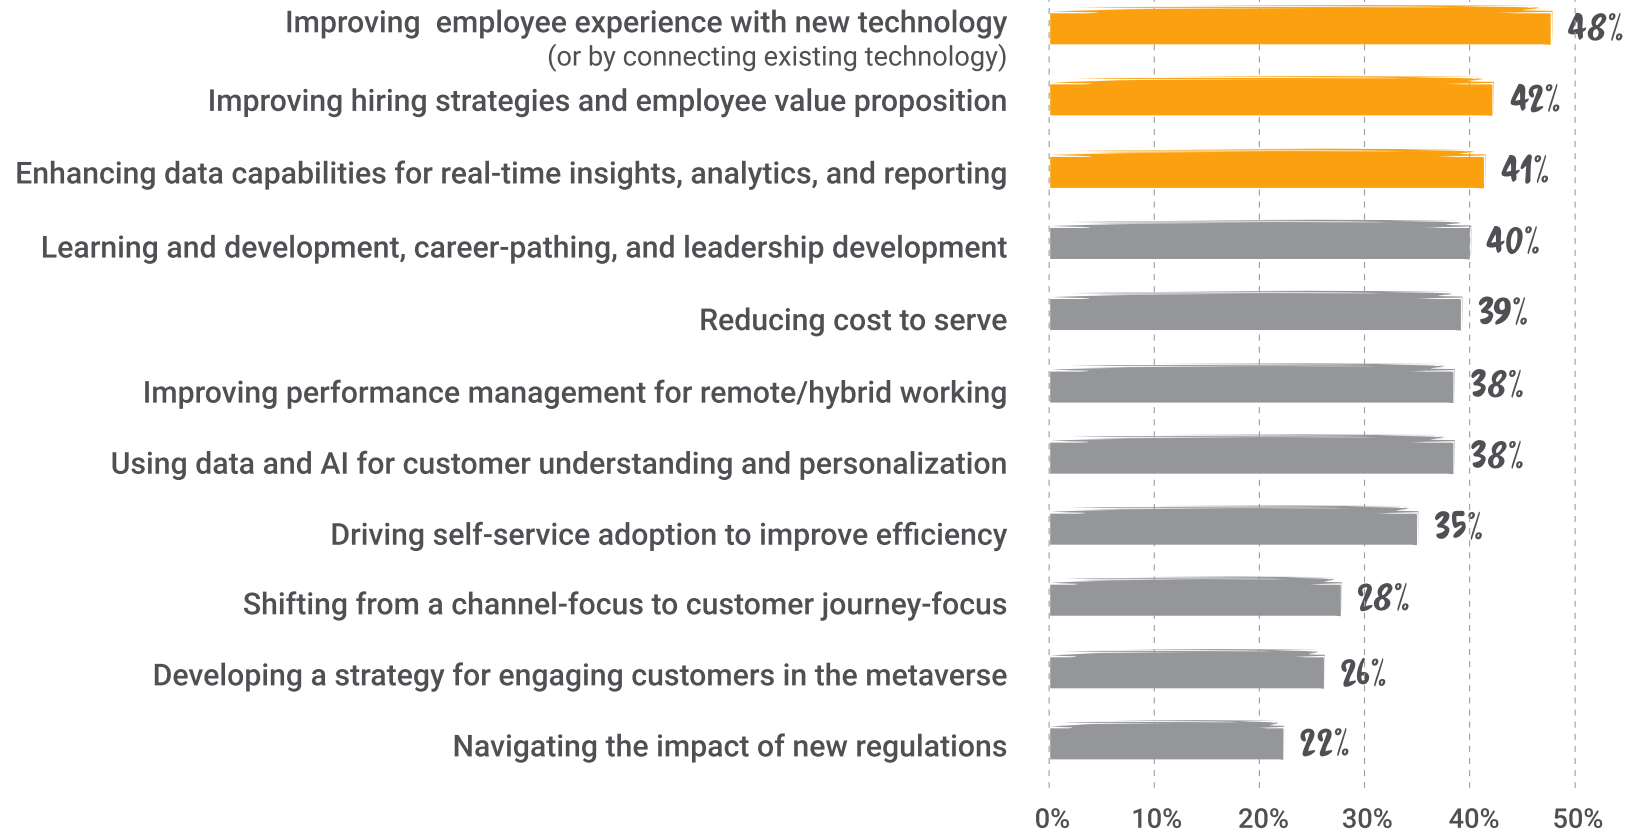 Improving employee experience with new technology 48%
(or by connecting existing technology)
Improving hiring strategies and employee value proposition 42%
Enhancing data capabilities for real-time insights, analytics, and reporting 41%
Learning and development, career-pathing, and leadership development 40%
Reducing cost to serve 39%
Improving performance management for remote/hybrid working 38%
Using data and AI for customer understanding and personalization 38%
Driving self-service adoption to improve efficiency 35%
Shifting from a channel-focus to customer journey-focus 28%
Developing a strategy for engaging customers in the metaverse 26%
Navigating the impact of new regulations 22%
0% 10% 20% 30% 40% 50%